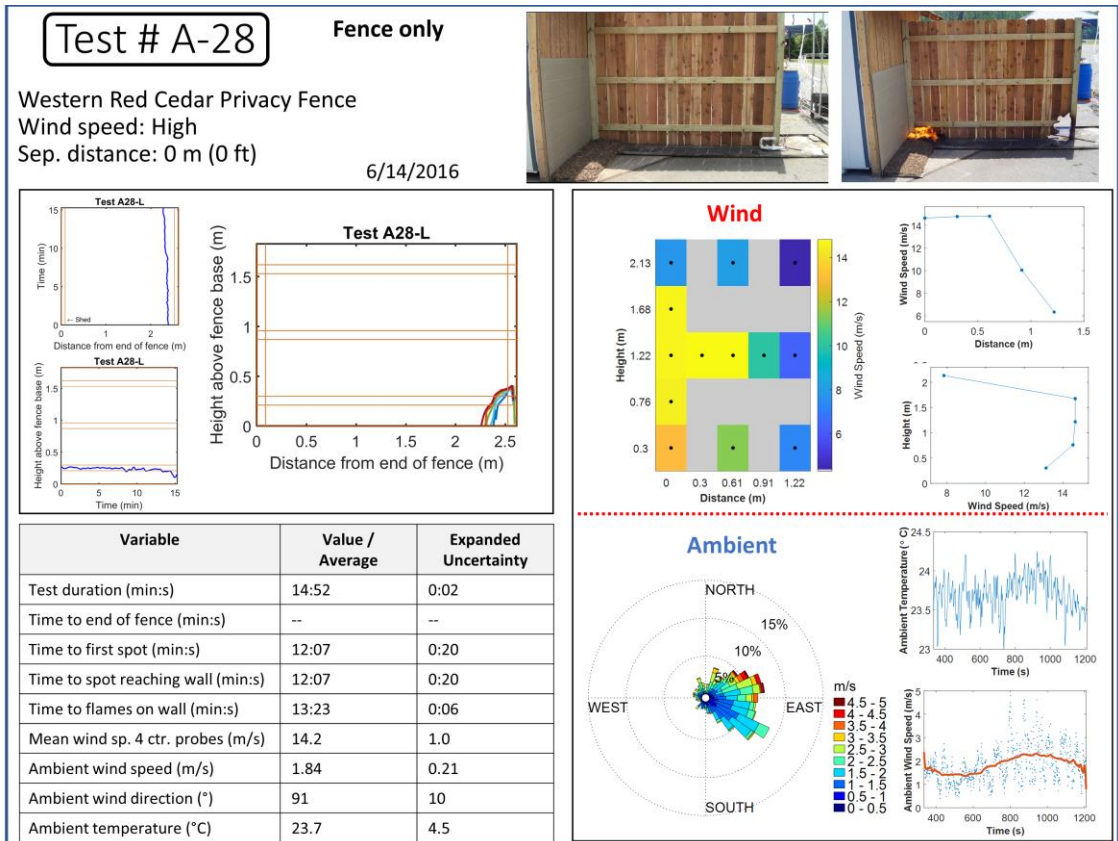 Test # A-28
Fence only
Western Red Cedar Privacy Fence
Wind speed: High
Sep. distance: 0 m (0 ft)
6/14/2016
Test A28-L
Time (min)
15
10
5
0
← Shed
0 1 2
Distance from end of fence (m)
Test A28-L
Height above fence base (m)
1.5
1
0.5
0
0 5 10 15
Time (min)
Test A28-L
Height above fence base (m)
1.5
1
0.5
0
0 0.5 1 1.5 2 2.5
Distance from end of fence (m)
Wind
Height (m)
2.13
1.68
1.22
0.76
0.3
0 0.3 0.61 0.91 1.22
Distance (m)
14
12
10
8
6
Wind Speed (m/s)
Wind Speed (m/s)
14
12
10
8
6
0 0.5 1 1.5
Distance (m)
Height (m)
2
1.5
1
0.5
0
8 10 12 14
Wind Speed (m/s)
Variable Value / Average Expanded Uncertainty
Test duration (min:s) 14:52 0:02
Time to end of fence (min:s) -- --
Time to first spot (min:s) 12:07 0:20
Time to spot reaching wall (min:s) 12:07 0:20
Time to flames on wall (min:s) 13:23 0:06
Mean wind sp. 4 ctr. probes (m/s) 14.2 1.0
Ambient wind speed (m/s) 1.84 0.21
Ambient wind direction (°) 91 10
Ambient temperature (°C) 23.7 4.5
Ambient
NORTH
15%
10%
5%
WEST
EAST
SOUTH
m/s
4.5 - 5
4 - 4.5
3.5 - 4
3 - 3.5
2.5 - 3
2 - 2.5
1.5 - 2
1 - 1.5
0.5 - 1
0 - 0.5
Ambient Temperature (° C)
24.5
24
23.5
23
400 600 800 1000 1200
Time (s)
Ambient Wind Speed (m/s)
5
4
3
2
1
0
400 600 800 1000 1200
Time (s)